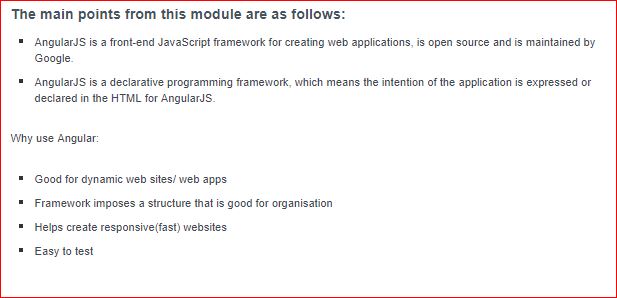 The main points from this module are as follows:
AngularJS is a front-end JavaScript framework for creating web applications, is open source and is maintained by
Google.
AngularJS is a declarative programming framework, which means the intention of the application is expressed or
declared in the HTML for AngularJS.
Why use Angular:
Good for dynamic web sites/ web apps
Framework imposes a structure that is good for organisation
Helps create responsive(fast) websites
Easy to test